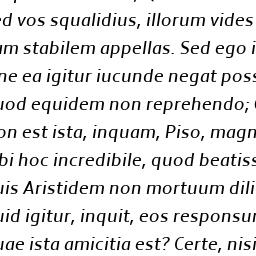 ed vos squalidius, illorum vides
am stabilem appellas. Sed ego i
ne ea igitur iucunde negat poss
uod equidem non reprehendo;
on est ista, inquam, Piso, magn
bi hoc incredibile, quod beatiss
uis Aristidem non mortuum dili
uid igitur, inquit, eos responsur
uae ista amicitia est? Certe, nisi